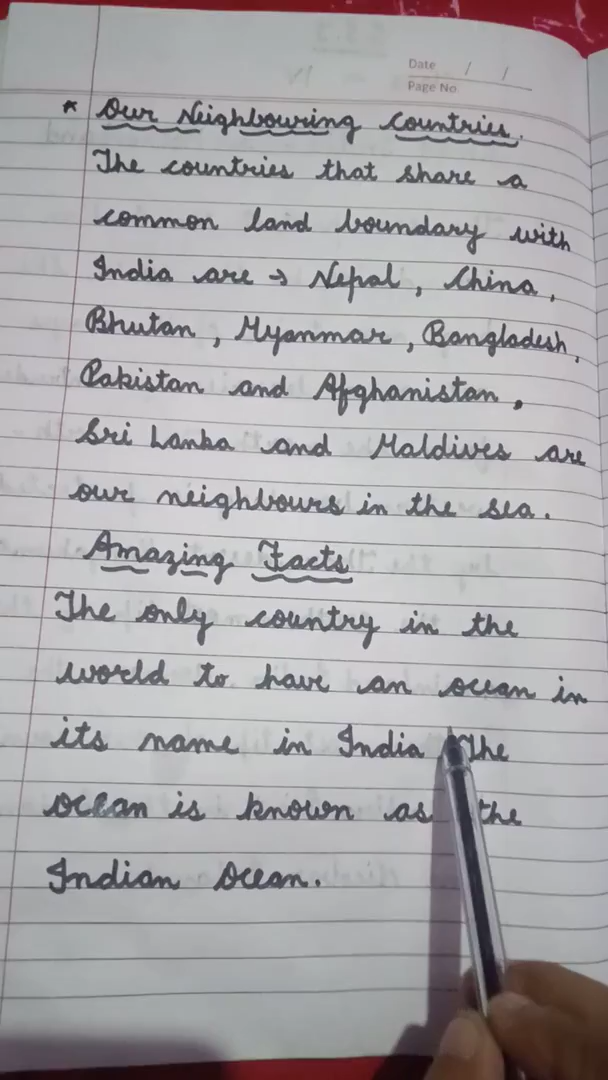 Date / /
Page No
* Our Neighbouring Countries.
The countries that share a
common land boundary with
India are → Nepal, China,
Bhutan, Myanmar, Bangladesh,
Pakistan and Afghanistan,
Sri Lanka and Maldives are
our neighbours in the sea.
Amazing Facts
The only country in the
world to have an ocean in
its name in India The
ocean is known as the
Indian Ocean.